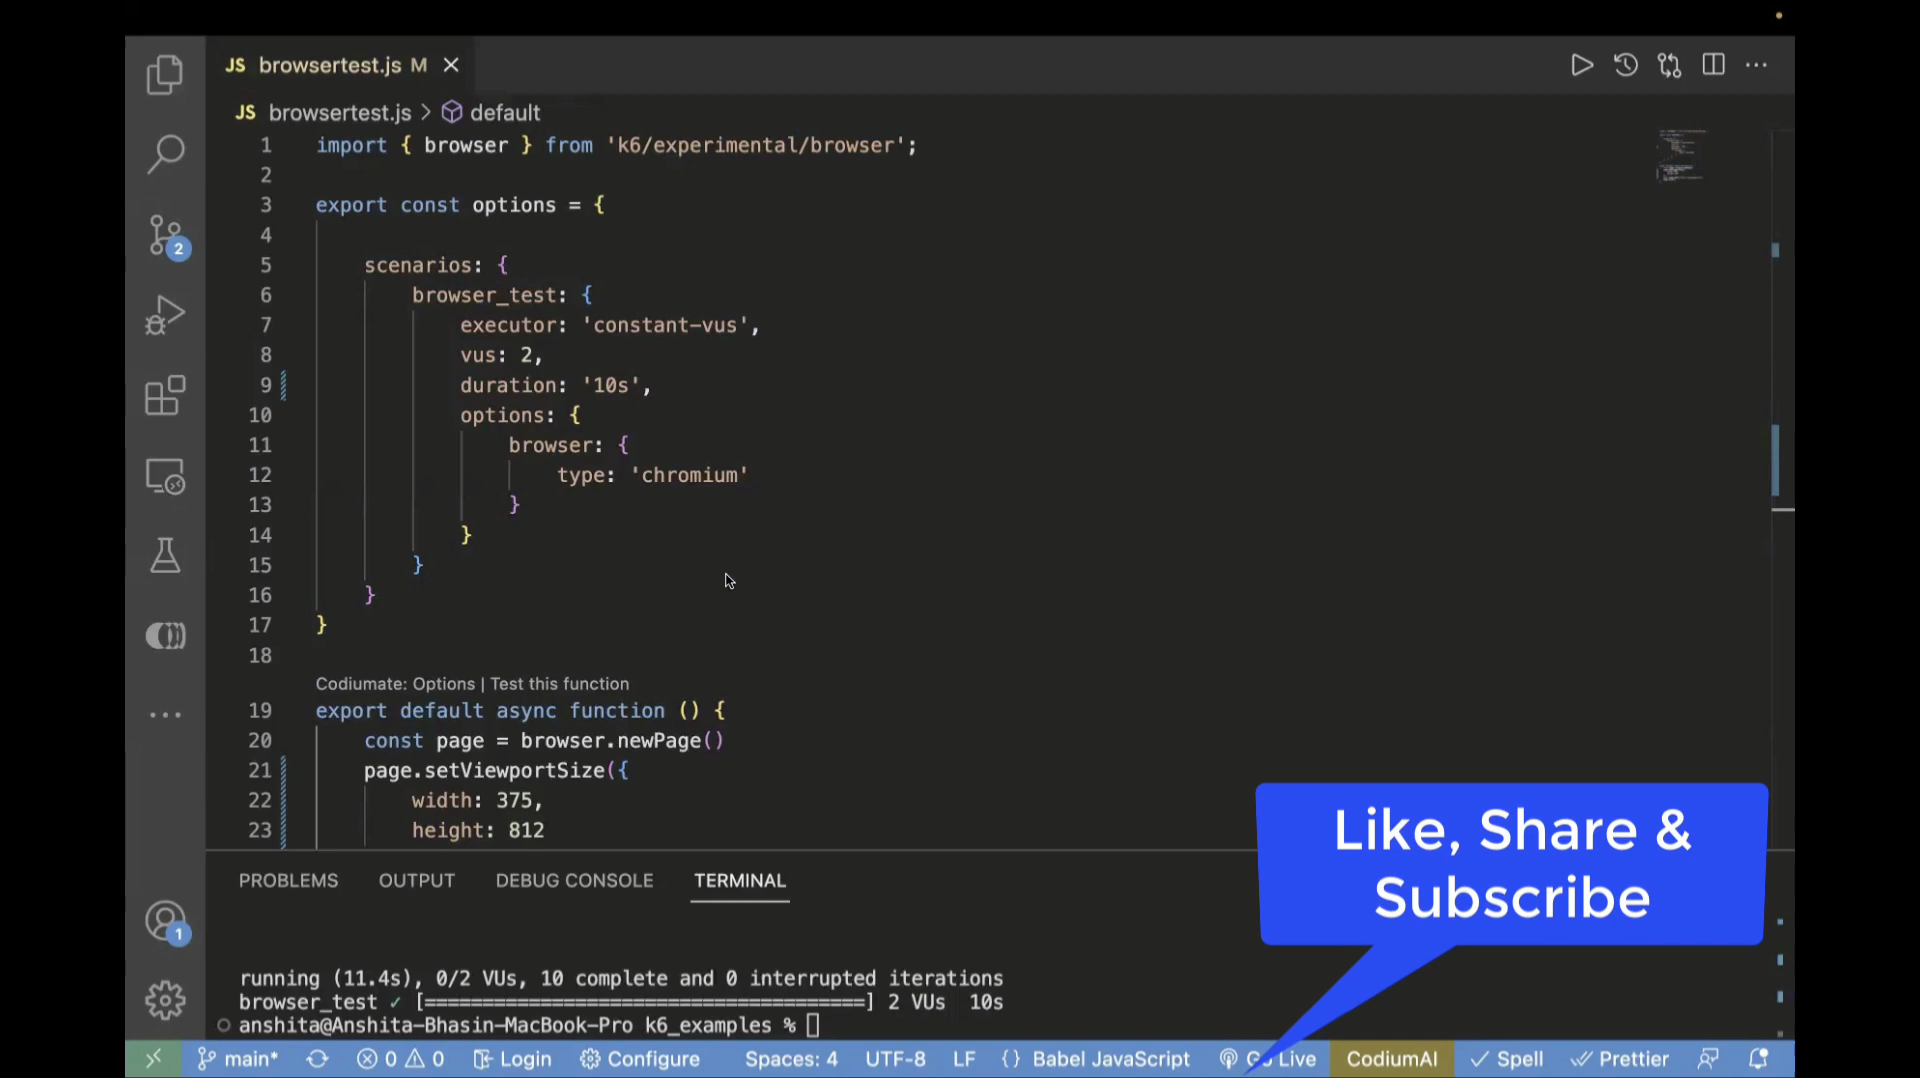 JS browsertest.js M
JS browsertest.js > default
1 import { browser } from 'k6/experimental/browser';
2
3 export const options = {
4
5 scenarios: {
6 browser_test: {
7 executor: 'constant-vus',
8 vus: 2,
9 duration: '10s',
10 options: {
11 browser: {
12 type: 'chromium'
13 }
14 }
15 }
16 }
17 }
18
Codiumate: Options | Test this function
19 export default async function () {
20 const page = browser.newPage()
21 page.setViewportSize({
22 width: 375,
23 height: 812
2
1
Like, Share &
Subscribe
PROBLEMS OUTPUT DEBUG CONSOLE TERMINAL
running (11.4s), 0/2 VUs, 10 complete and 0 interrupted iterations
browser_test ✓ [======================================] 2 VUs 10s
anshita@Anshita-Bhasin-MacBook-Pro k6_examples %
main* 0 0 Login Configure Spaces: 4 UTF-8 LF {} Babel JavaScript Go Live CodiumAI Spell Prettier